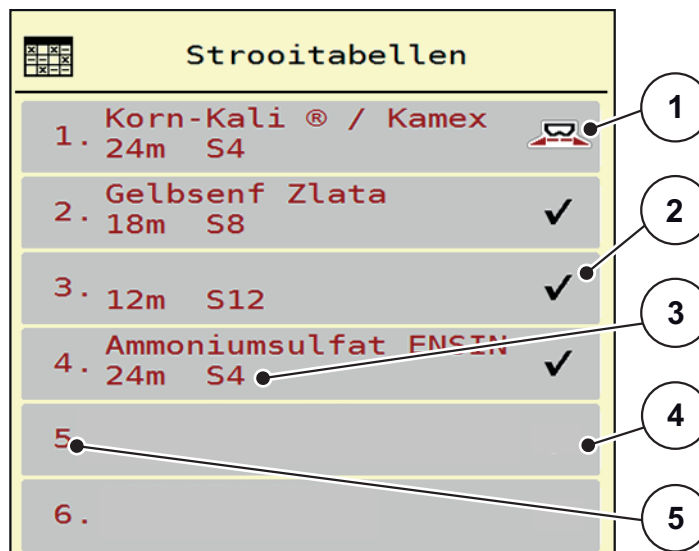 Strooitabellen
1. Korn-Kali ® / Kamex
24m S4
2. Gelbsenf Zlata
18m S8
3.
12m S12
4. Ammoniumsulfat ENSIN
24m S4
5
6.
1
2
3
4
5